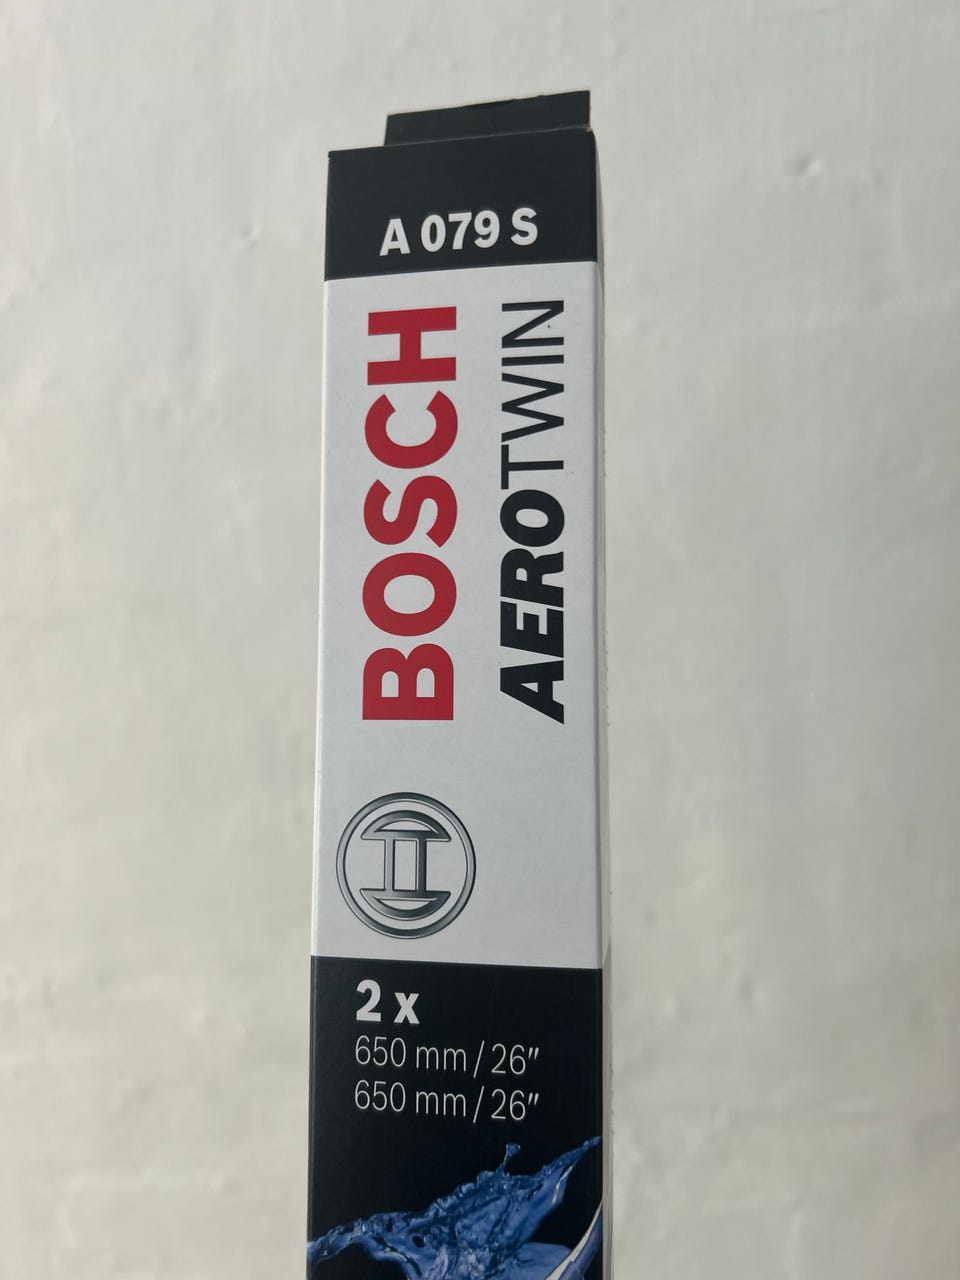 A 079 S
BOSCH
AEROTWIN
2 x
650 mm / 26"
650 mm / 26"